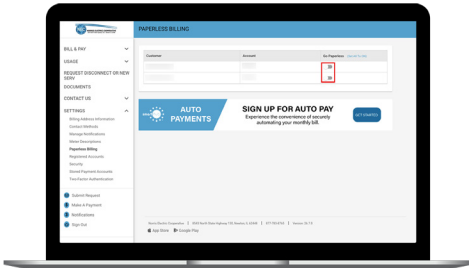 PAPERLESS BILLING
BILL & PAY
USAGE
REQUEST DISCONNECT OR NEW
SERV
DOCUMENTS
CONTACT US
SETTINGS
Billing Address Information
Contact Methods
Manage Notifications
Meter Descriptions
Paperless Billing
Registered Accounts
Security
Stored Payment Accounts
Two-Factor Authentication
Submit Request
Make A Payment
Notifications
Sign Out
Customer Account Go Paperless
AUTO
PAYMENTS
SIGN UP FOR AUTO PAY
Experience the convenience of securely
automating your monthly bill.
GET STARTED
App Store Google Play